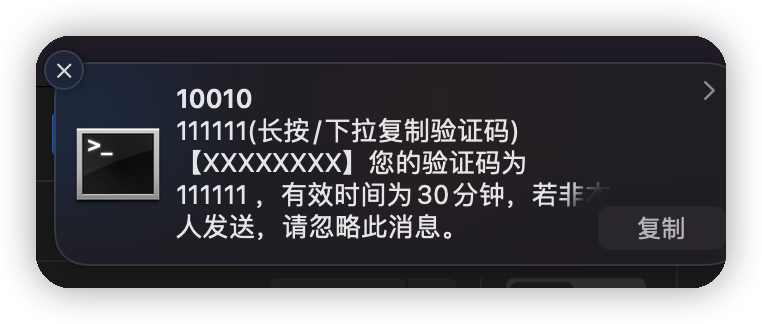 10010
111111(长按/下拉复制验证码)
【XXXXXXXX】您的验证码为
111111 ，有效时间为30分钟，若非本
人发送，请忽略此消息。
复制
>_